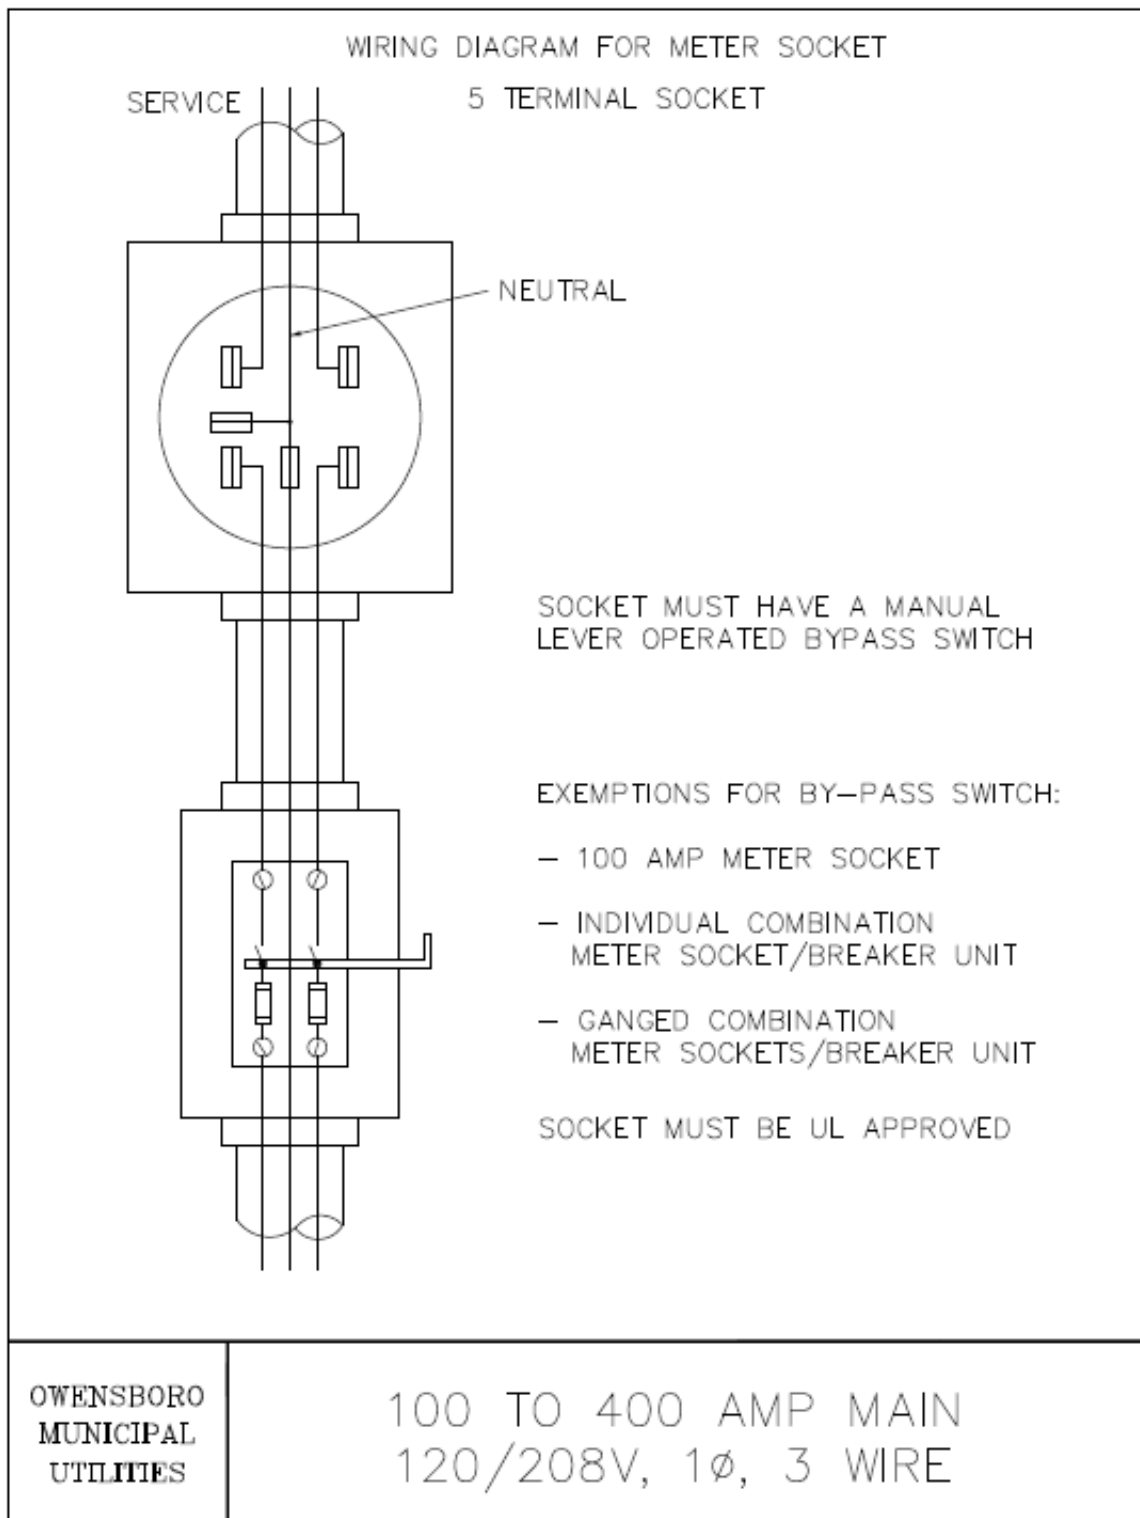 WIRING DIAGRAM FOR METER SOCKET
5 TERMINAL SOCKET
SERVICE
NEUTRAL
SOCKET MUST HAVE A MANUAL
LEVER OPERATED BYPASS SWITCH
EXEMPTIONS FOR BY–PASS SWITCH:
– 100 AMP METER SOCKET
– INDIVIDUAL COMBINATION
METER SOCKET/BREAKER UNIT
– GANGED COMBINATION
METER SOCKETS/BREAKER UNIT
SOCKET MUST BE UL APPROVED
OWENSBORO
MUNICIPAL
UTILITIES
100 TO 400 AMP MAIN
120/208V, 1ø, 3 WIRE